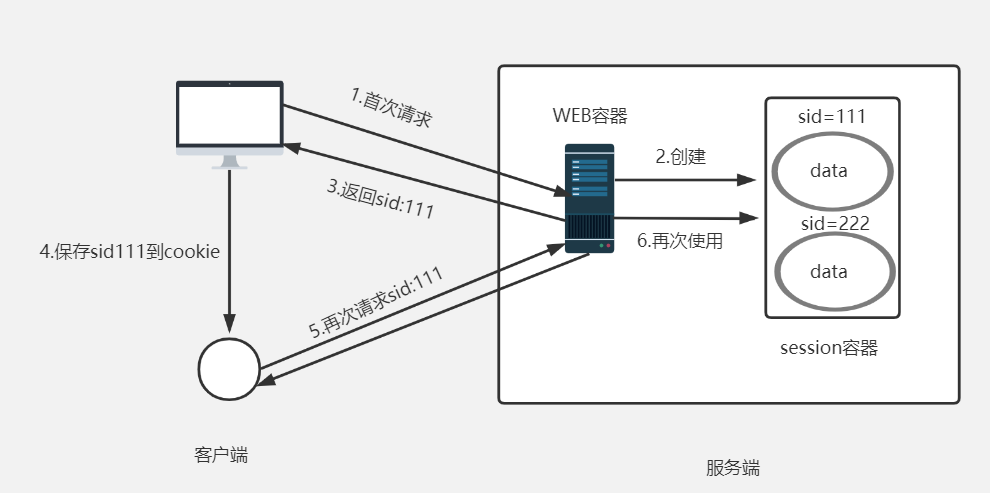 1.首次请求
WEB容器
sid=111
2.创建
data
3.返回sid:111
sid=222
4.保存sid111到cookie
6.再次使用
data
5.再次请求sid:111
session容器
客户端
服务端